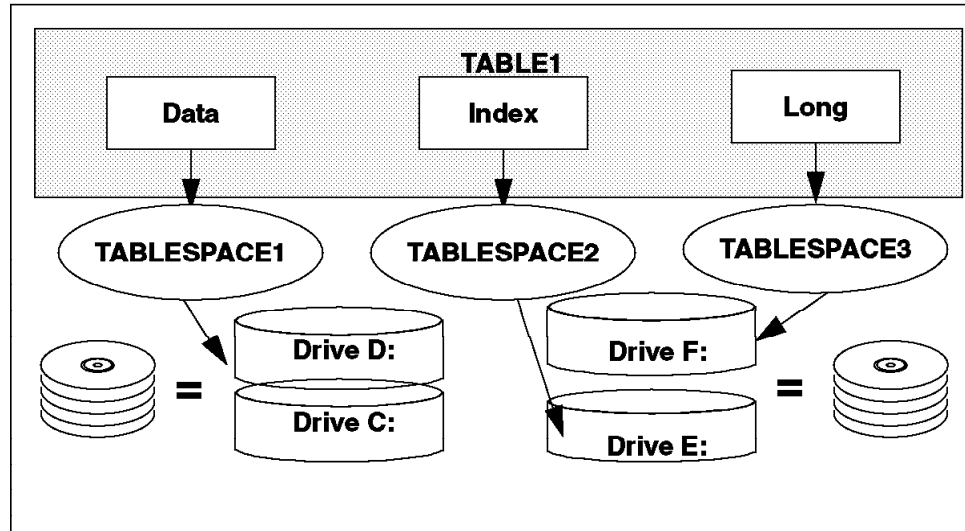 TABLE1
Data
Index
Long
TABLESPACE1
TABLESPACE2
TABLESPACE3
Drive D:
Drive F:
=
=
Drive C:
Drive E: